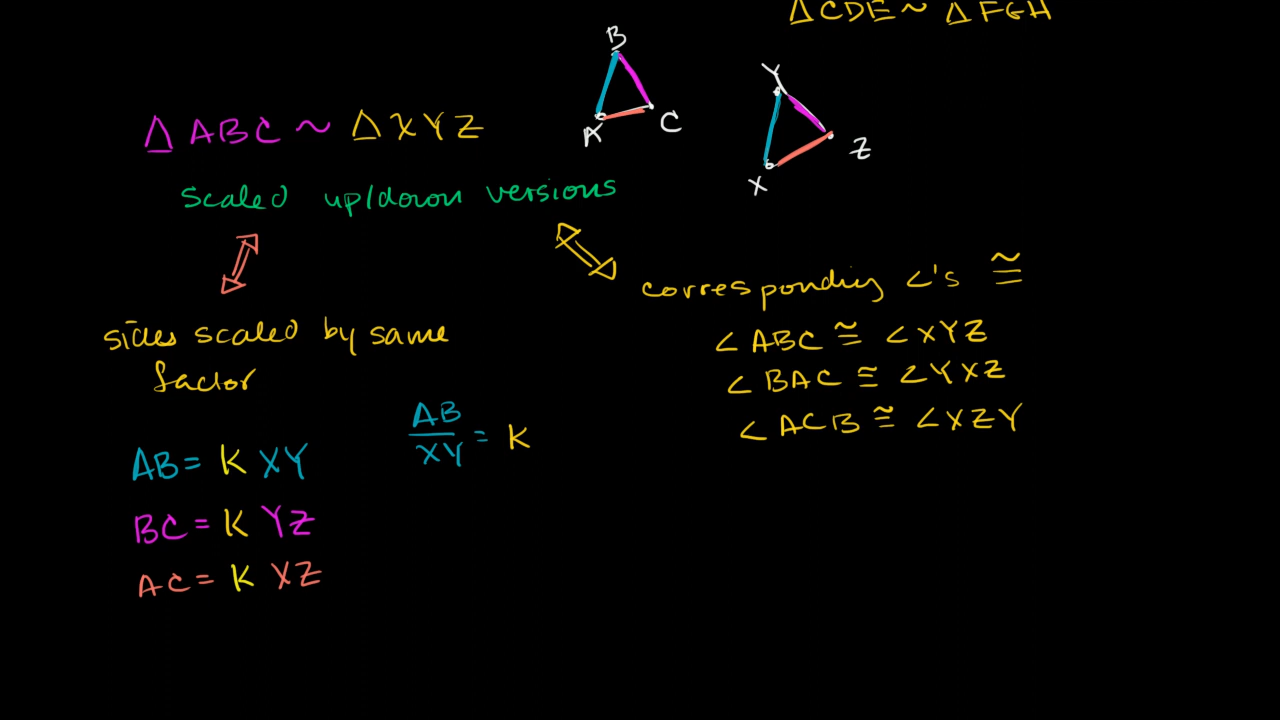 Δ CDE ~ Δ FGH
B
A
C
Y
X
Z
Δ ABC ~ Δ XYZ
scaled up/down versions
corresponding ∠'s ≅
∠ ABC ≅ ∠ XYZ
∠ BAC ≅ ∠ YXZ
∠ ACB ≅ ∠ XZY
sides scaled by same
factor
AB = K XY
BC = K YZ
AC = K XZ
AB/XY = K